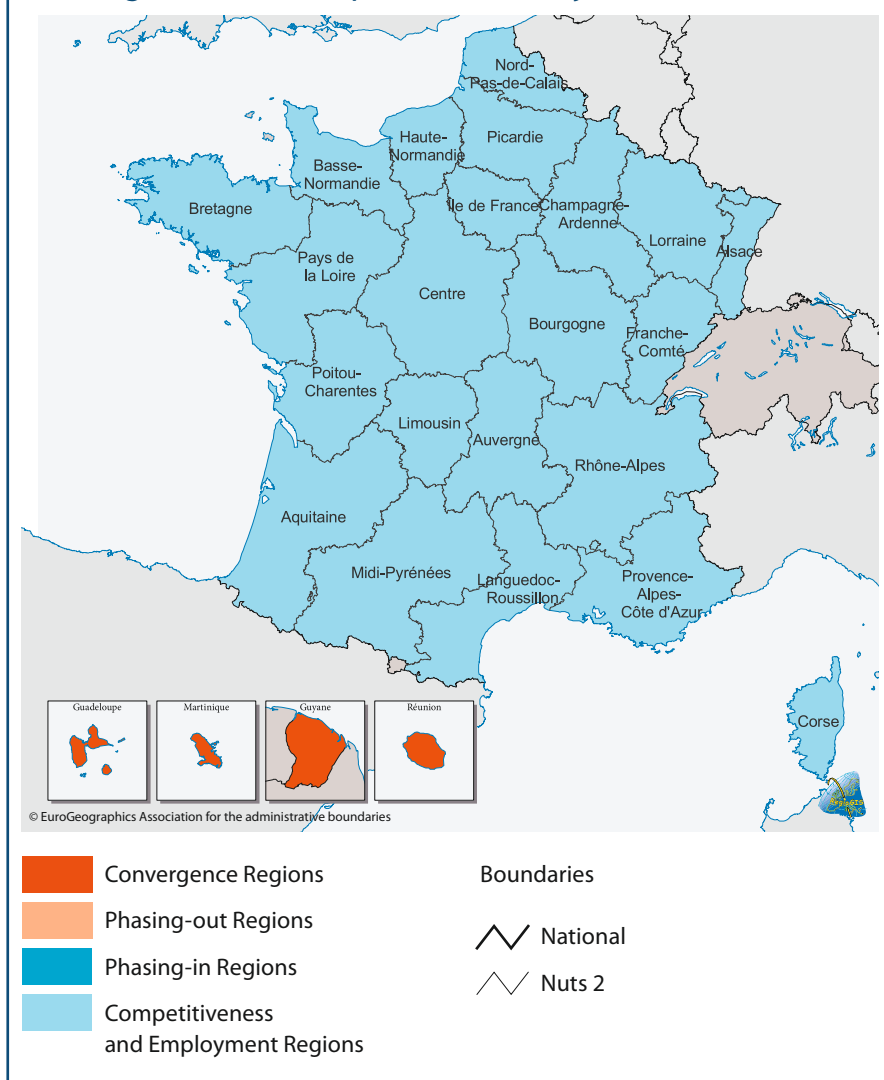 Nord-
Pas-de-Calais
Haute-
Normandie
Picardie
Basse-
Normandie
Île de France
Champagne-
Ardenne
Bretagne
Lorraine
Alsace
Pays de
la Loire
Centre
Bourgogne
Franche-
Comté
Poitou-
Charentes
Limousin
Auvergne
Rhône-Alpes
Aquitaine
Midi-Pyrénées
Languedoc-
Roussillon
Provence-
Alpes-
Côte d'Azur
Corse
Guadeloupe
Martinique
Guyane
Réunion
© EuroGeographics Association for the administrative boundaries
Convergence Regions
Phasing-out Regions
Phasing-in Regions
Competitiveness
and Employment Regions
Boundaries
National
Nuts 2